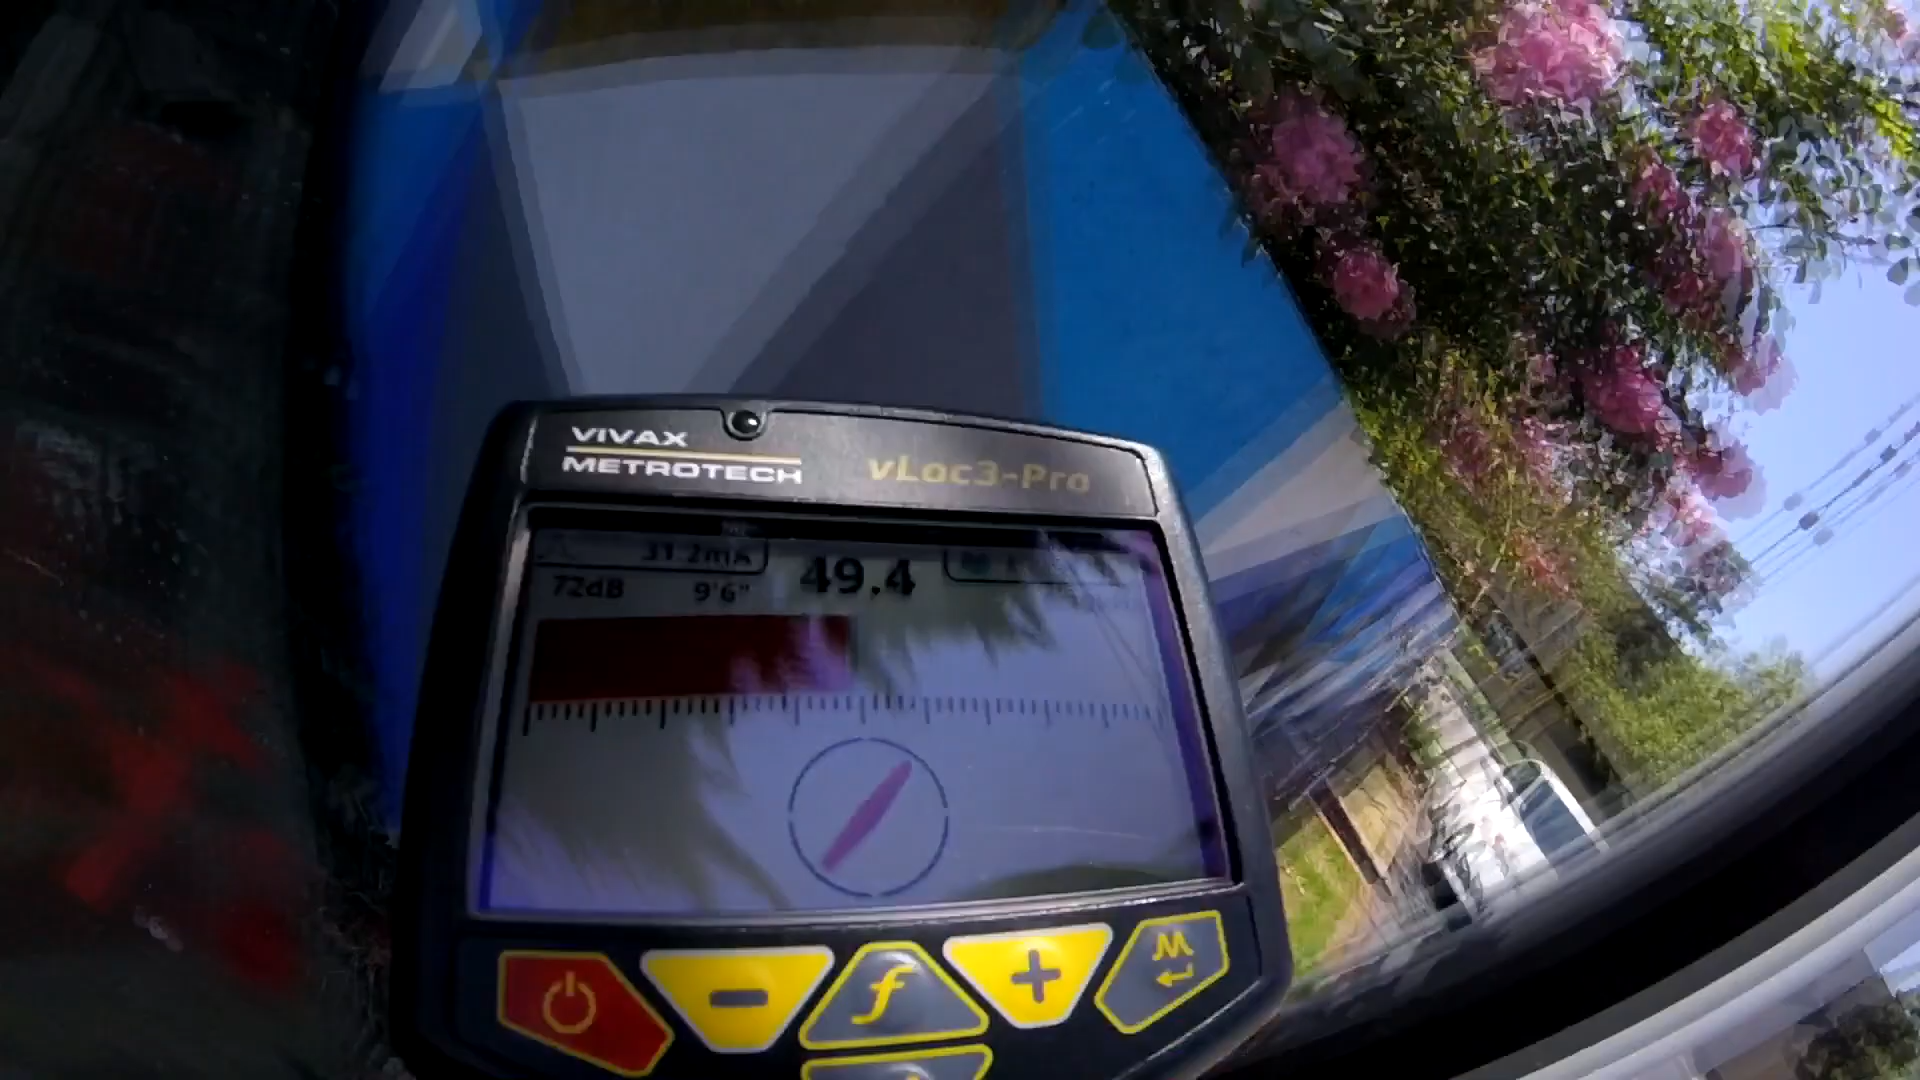 VIVAX
METROTECH
vLoc3-Pro
31.2mA
49.4
72dB
9'6"
f
M